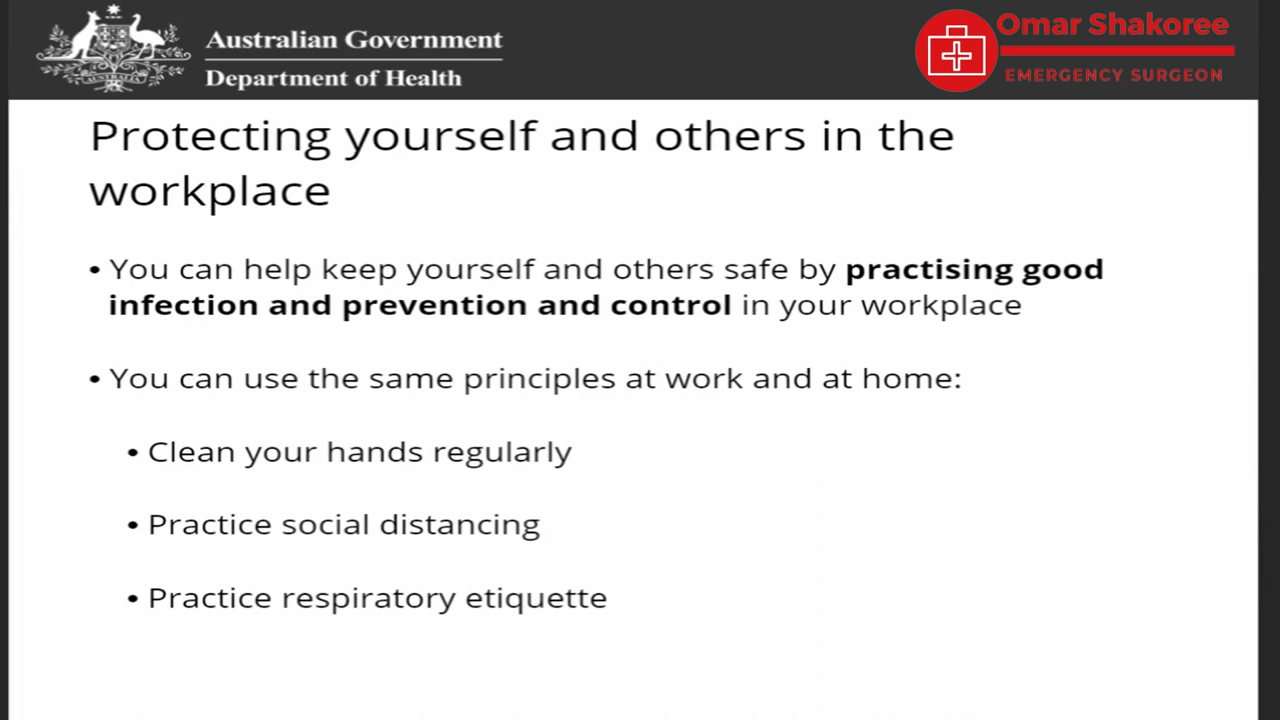 Australian Government
Department of Health
Omar Shakoree
EMERGENCY SURGEON
Protecting yourself and others in the
workplace
• You can help keep yourself and others safe by practising good
infection and prevention and control in your workplace
• You can use the same principles at work and at home:
• Clean your hands regularly
• Practice social distancing
• Practice respiratory etiquette